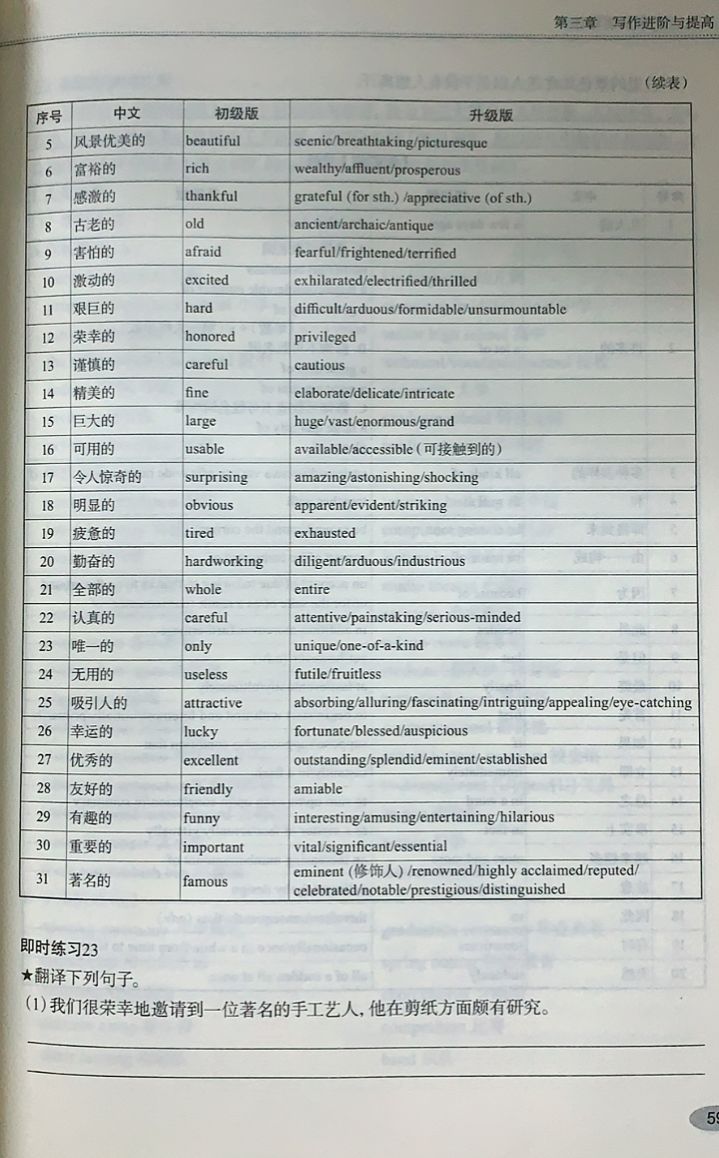 第三章 写作进阶与提高
(续表)
序号 中文 初级版 升级版
5 风景优美的 beautiful scenic/breathtaking/picturesque
6 富裕的 rich wealthy/affluent/prosperous
7 感激的 thankful grateful (for sth.) /appreciative (of sth.)
8 古老的 old ancient/archaic/antique
9 害怕的 afraid fearful/frightened/terrified
10 激动的 excited exhilarated/electrified/thrilled
11 艰巨的 hard difficult/arduous/formidable/unsurmountable
12 荣幸的 honored privileged
13 谨慎的 careful cautious
14 精美的 fine elaborate/delicate/intricate
15 巨大的 large huge/vast/enormous/grand
16 可用的 usable available/accessible (可接触到的)
17 令人惊奇的 surprising amazing/astonishing/shocking
18 明显的 obvious apparent/evident/striking
19 疲惫的 tired exhausted
20 勤奋的 hardworking diligent/arduous/industrious
21 全部的 whole entire
22 认真的 careful attentive/painstaking/serious-minded
23 唯一的 only unique/one-of-a-kind
24 无用的 useless futile/fruitless
25 吸引人的 attractive absorbing/alluring/fascinating/intriguing/appealing/eye-catching
26 幸运的 lucky fortunate/blessed/auspicious
27 优秀的 excellent outstanding/splendid/eminent/established
28 友好的 friendly amiable
29 有趣的 funny interesting/amusing/entertaining/hilarious
30 重要的 important vital/significant/essential
31 著名的 famous eminent (修饰人) /renowned/highly acclaimed/reputed/
celebrated/notable/prestigious/distinguished
即时练习23
★翻译下列句子。
(1) 我们很荣幸地邀请到一位著名的手工艺人,他在剪纸方面颇有研究。
59